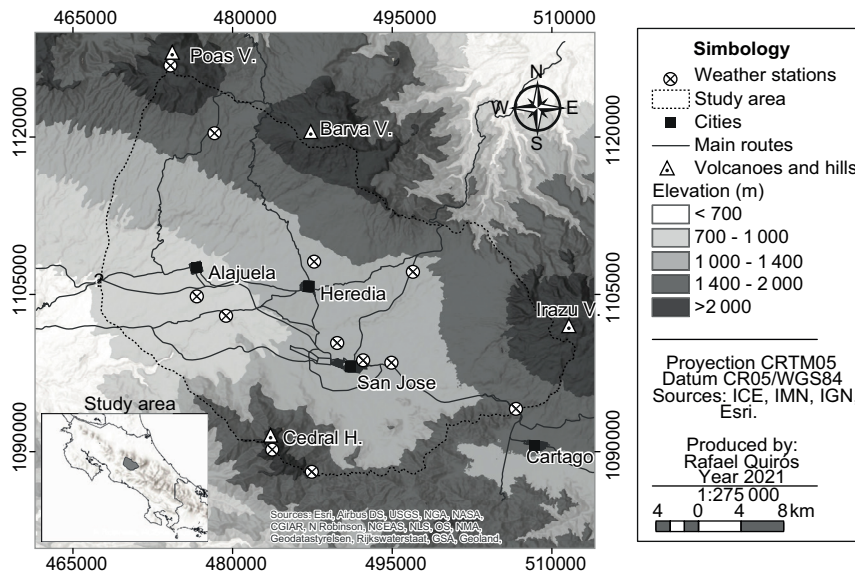 465000 480000 495000 510000
1120000
1105000
1090000
1120000
1105000
1090000
Poas V.
Barva V.
N
W E
S
Alajuela
Heredia
Irazu V.
San Jose
Cedral H.
Cartago
Study area
Sources: Esri, Airbus DS, USGS, NGA, NASA,
CGIAR, N Robinson, NCEAS, NLS, OS, NMA,
Geodatastyrelsen, Rijkswaterstaat, GSA, Geoland,
465000 480000 495000 510000
Simbology
Weather stations
Study area
Cities
Main routes
Volcanoes and hills
Elevation (m)
< 700
700 - 1 000
1 000 - 1 400
1 400 - 2 000
>2 000
Proyection CRTM05
Datum CR05/WGS84
Sources: ICE, IMN, IGN,
Esri.
Produced by:
Rafael Quirós
Year 2021
1:275 000
4 0 4 8 km